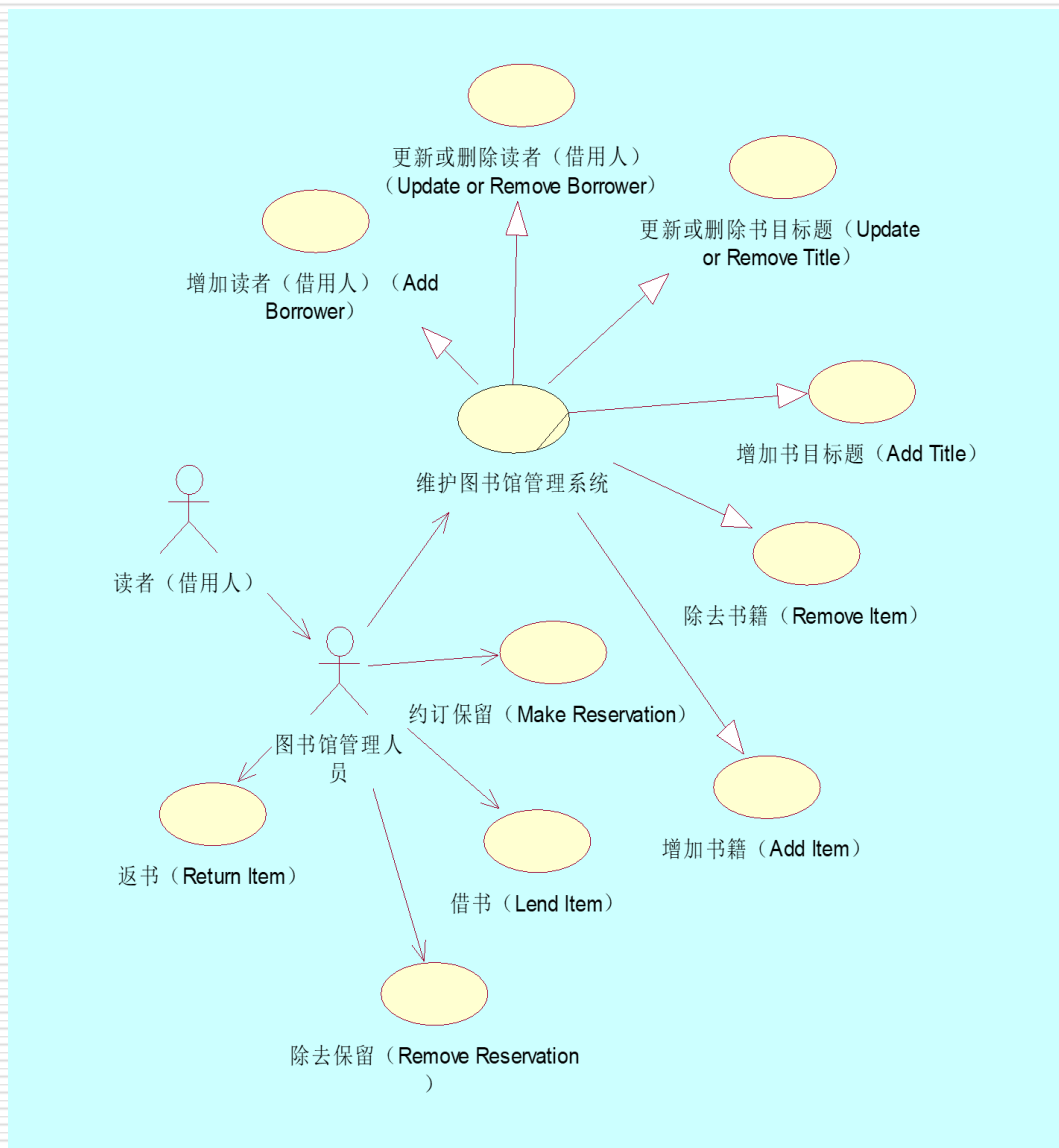 更新或删除读者（借用人）
（Update or Remove Borrower）
更新或删除书目标题（Update
or Remove Title）
增加读者（借用人）（Add
Borrower）
增加书目标题（Add Title）
维护图书馆管理系统
读者（借用人）
除去书籍（Remove Item）
约订保留（Make Reservation）
图书馆管理人
员
增加书籍（Add Item）
返书（Return Item）
借书（Lend Item）
除去保留（Remove Reservation
）